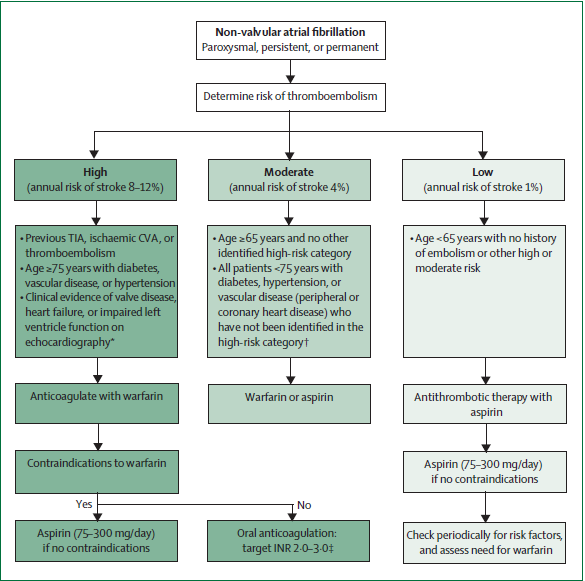 Non-valvular atrial fibrillation
Paroxysmal, persistent, or permanent
Determine risk of thromboembolism
High
(annual risk of stroke 8–12%)
Moderate
(annual risk of stroke 4%)
Low
(annual risk of stroke 1%)
• Previous TIA, ischaemic CVA, or
thromboembolism
• Age ≥75 years with diabetes,
vascular disease, or hypertension
• Clinical evidence of valve disease,
heart failure, or impaired left
ventricle function on
echocardiography*
• Age ≥65 years and no other
identified high-risk category
• All patients <75 years with
diabetes, hypertension, or
vascular disease (peripheral or
coronary heart disease) who
have not been identified in the
high-risk category†
• Age <65 years with no history
of embolism or other high or
moderate risk
Anticoagulate with warfarin
Warfarin or aspirin
Antithrombotic therapy with
aspirin
Contraindications to warfarin
Aspirin (75–300 mg/day)
if no contraindications
Yes
No
Aspirin (75–300 mg/day)
if no contraindications
Oral anticoagulation:
target INR 2·0–3·0‡
Check periodically for risk factors,
and assess need for warfarin